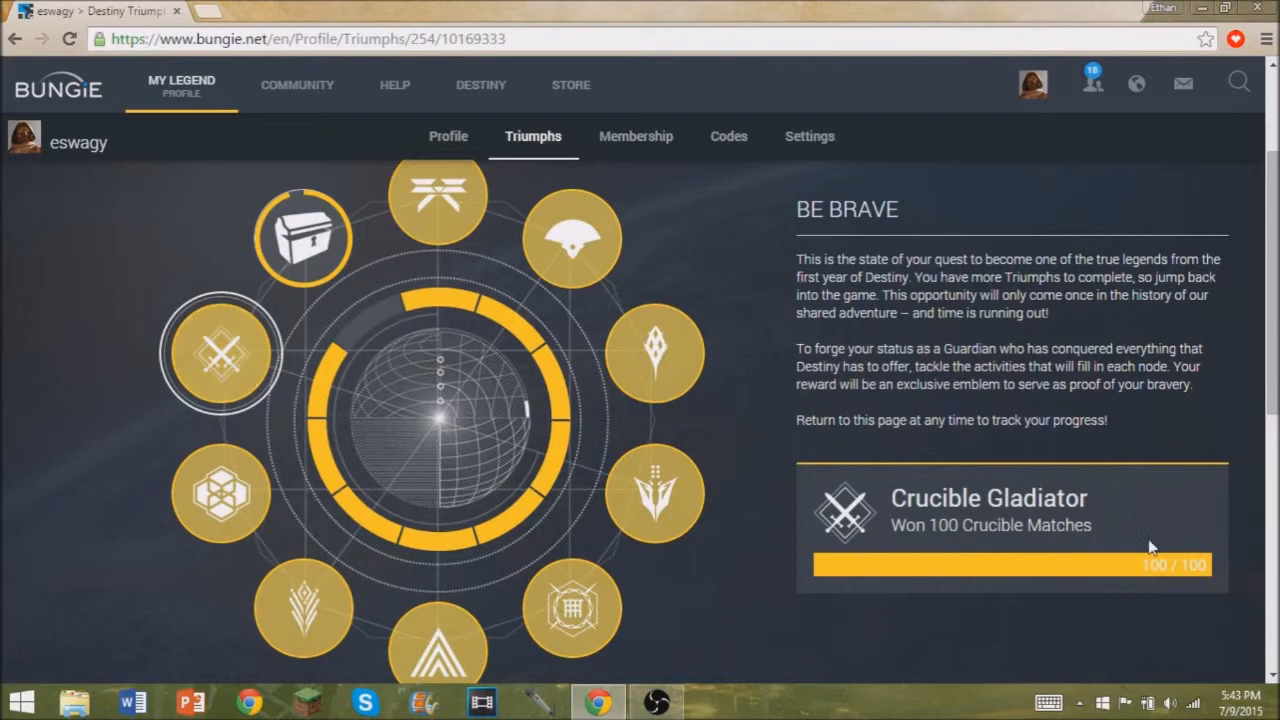 eswagy > Destiny Triumpl
Ethan
https://www.bungie.net/en/Profile/Triumphs/254/10169333
BUNGIE
MY LEGEND
PROFILE
COMMUNITY
HELP
DESTINY
STORE
18
eswagy
Profile
Triumphs
Membership
Codes
Settings
BE BRAVE
This is the state of your quest to become one of the true legends from the
first year of Destiny. You have more Triumphs to complete, so jump back
into the game. This opportunity will only come once in the history of our
shared adventure – and time is running out!
To forge your status as a Guardian who has conquered everything that
Destiny has to offer, tackle the activities that will fill in each node. Your
reward will be an exclusive emblem to serve as proof of your bravery.
Return to this page at any time to track your progress!
Crucible Gladiator
Won 100 Crucible Matches
100 / 100
5:43 PM
7/9/2015